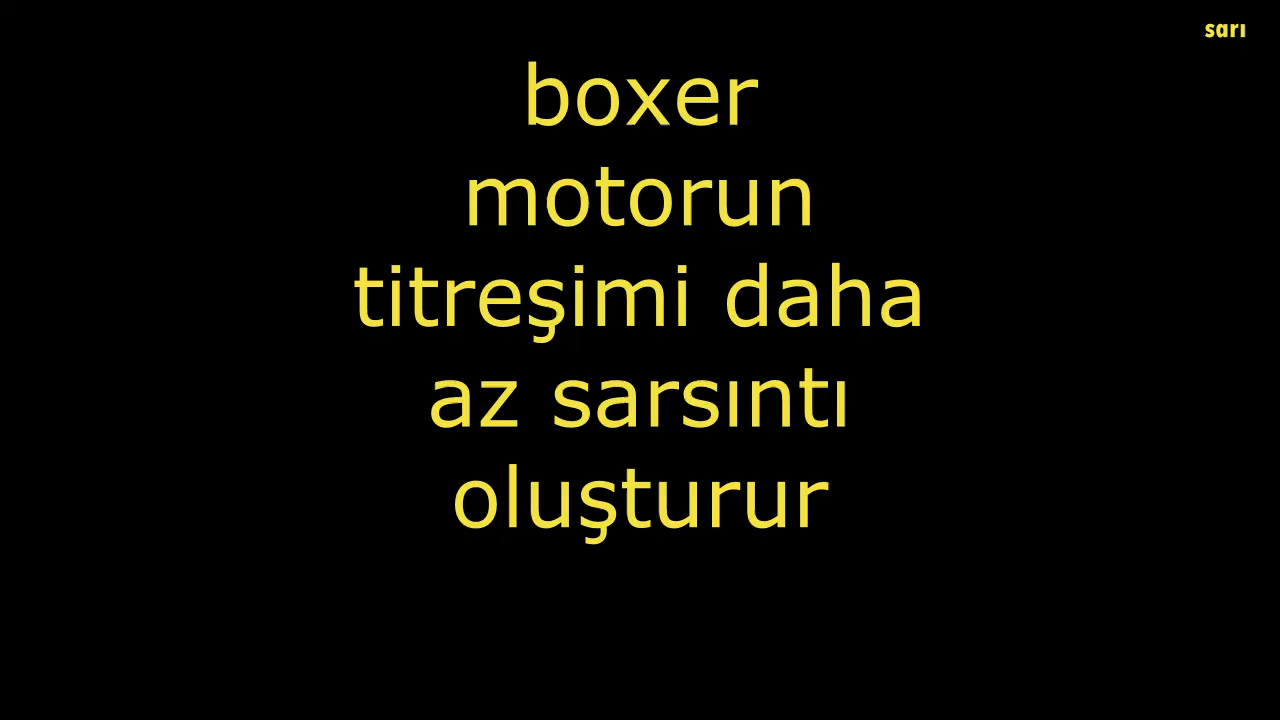 sarı
boxer
motorun
titreşimi daha
az sarsıntı
oluşturur